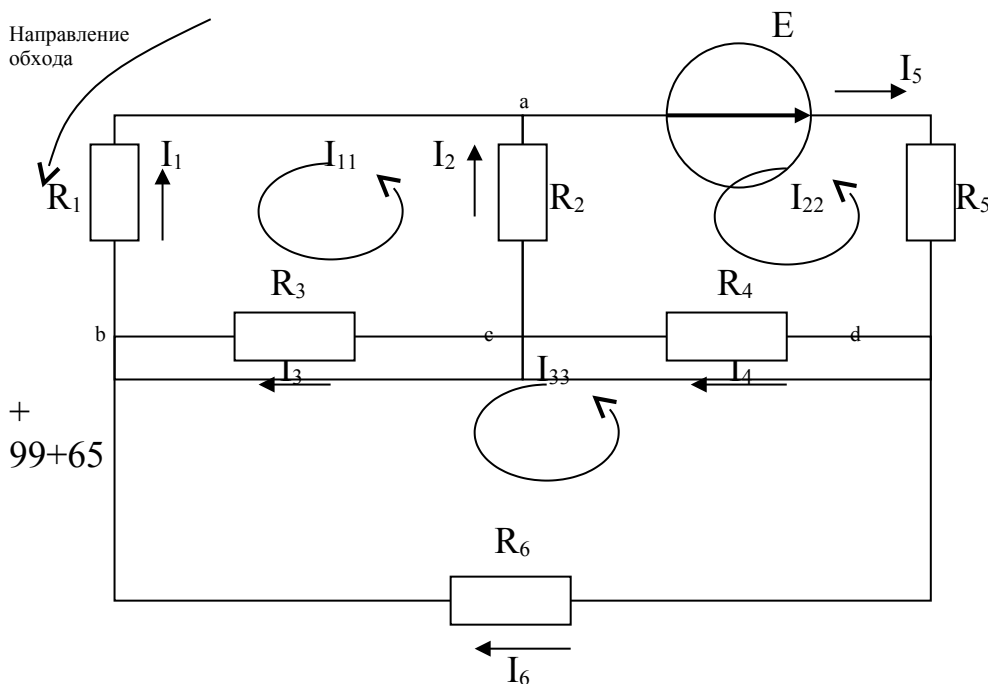 Направление
обхода
E
I₅
a
R₁
I₁
I₁₁
I₂
R₂
I₂₂
R₅
R₃
R₄
b
c
d
I₃
I₃₃
I₄
+
99+65
R₆
I₆